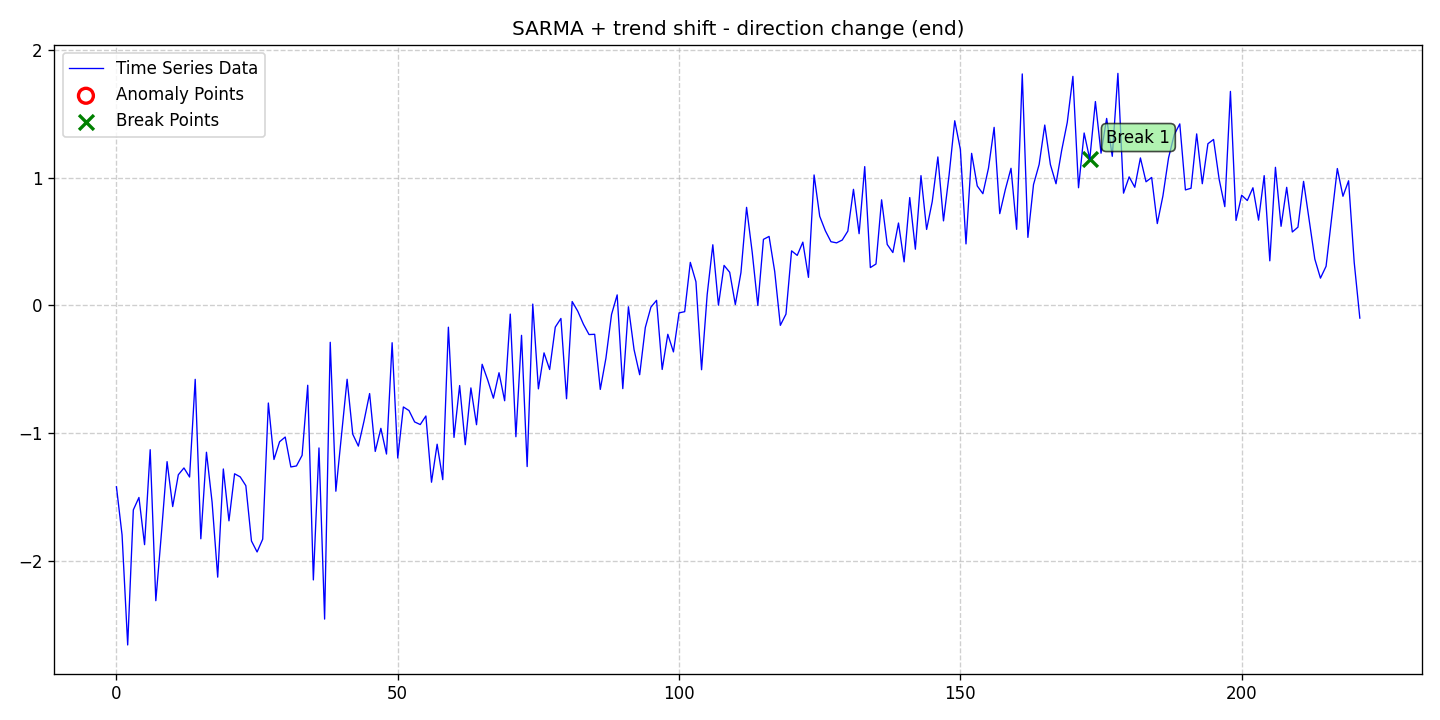 SARMA + trend shift - direction change (end)
Time Series Data
Anomaly Points
Break Points
Break 1
2
1
0
−1
−2
0
50
100
150
200